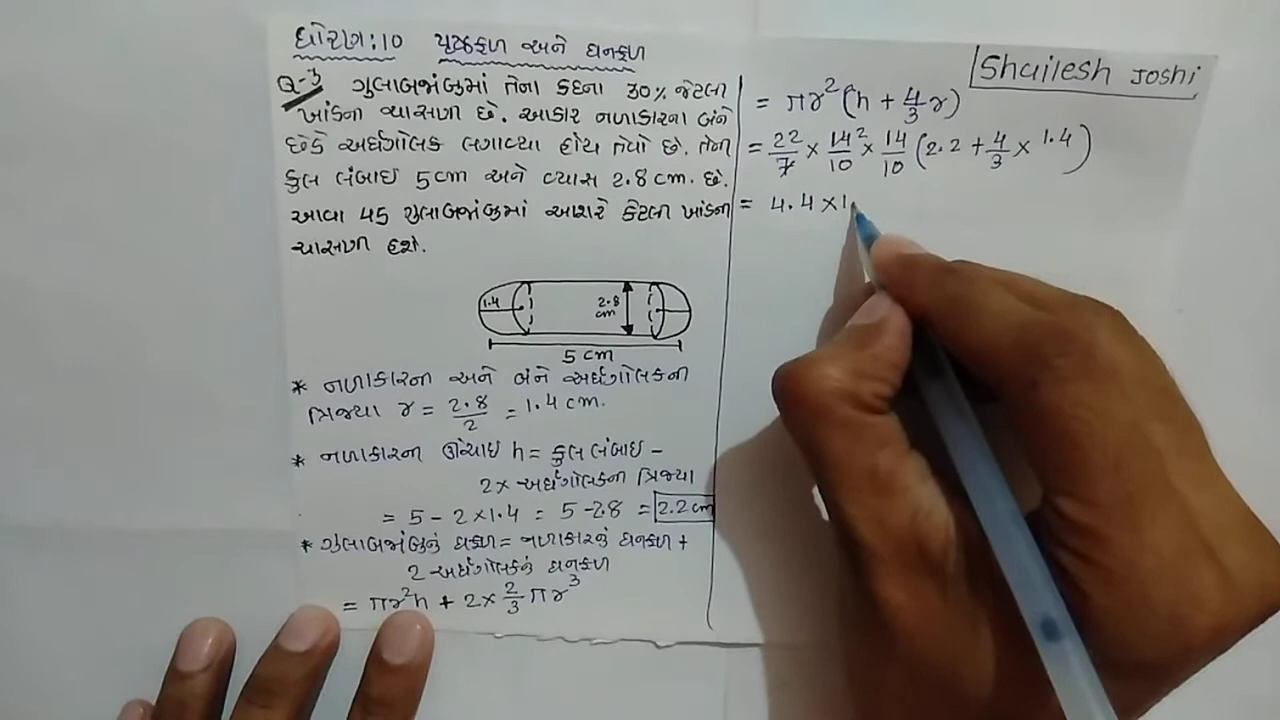 ધોરણ:10 પૃષ્ઠફળ અને ઘનફળ
Shailesh Joshi
Q-3 ગુલાબજાંબુમાં તેના કદના 30% જેટલી
ખાંડની ચાસણી છે. આકાર નળાકારના બંને
છેડે અર્ધગોલક લગાવ્યા હોય તેવો છે. તેની
કુલ લંબાઇ 5cm અને વ્યાસ 2.8 cm. છે.
આવા 45 ગુલાબજાંબુમાં આશરે કેટલી ખાંડની
ચાસણી હશે.
1.4
2.8 cm
5 cm
* નળાકારની અને બંને અર્ધગોલકની
ત્રિજ્યા r = 2.8/2 = 1.4 cm.
* નળાકારની ઊંચાઇ h = કુલ લંબાઇ -
2 x અર્ધગોલકની ત્રિજ્યા
= 5 - 2 x 1.4 = 5 - 2.8 = 2.2 cm
* ગુલાબજાંબુનું ઘનફળ = નળાકારનું ઘનફળ +
2 અર્ધગોલકનું ઘનફળ
= πr²h + 2 x 2/3 πr³
= πr² (h + 4/3 r)
= 22/7 x 14/10 x 14/10 (2.2 + 4/3 x 1.4)
= 4.4 x 1.